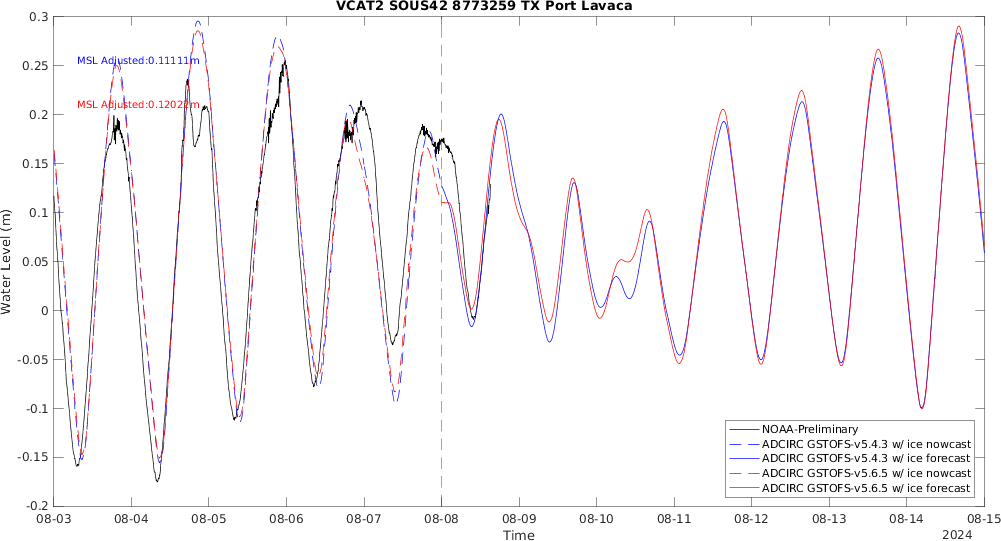 VCAT2 SOUS42 8773259 TX Port Lavaca
0.3
0.25
0.2
0.15
0.1
0.05
0
-0.05
-0.1
-0.15
-0.2
Water Level (m)
MSL Adjusted:0.11111m
MSL Adjusted:0.12022m
NOAA-Preliminary
ADCIRC GSTOFS-v5.4.3 w/ ice nowcast
ADCIRC GSTOFS-v5.4.3 w/ ice forecast
ADCIRC GSTOFS-v5.6.5 w/ ice nowcast
ADCIRC GSTOFS-v5.6.5 w/ ice forecast
08-03 08-04 08-05 08-06 08-07 08-08 08-09 08-10 08-11 08-12 08-13 08-14 08-15
Time
2024